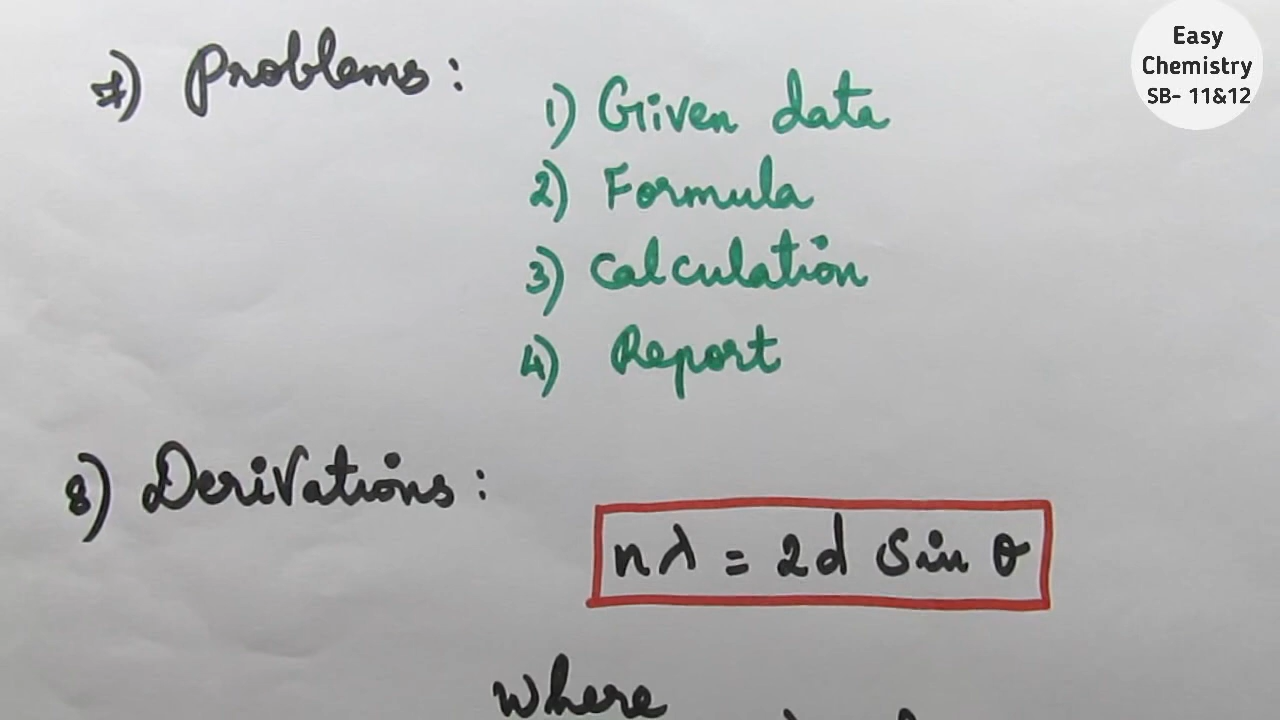 7) Problems:
1) Given data
2) Formula
3) Calculation
4) Report
8) Derivations:
nλ = 2d Sin θ
Where
Easy
Chemistry
SB- 11&12